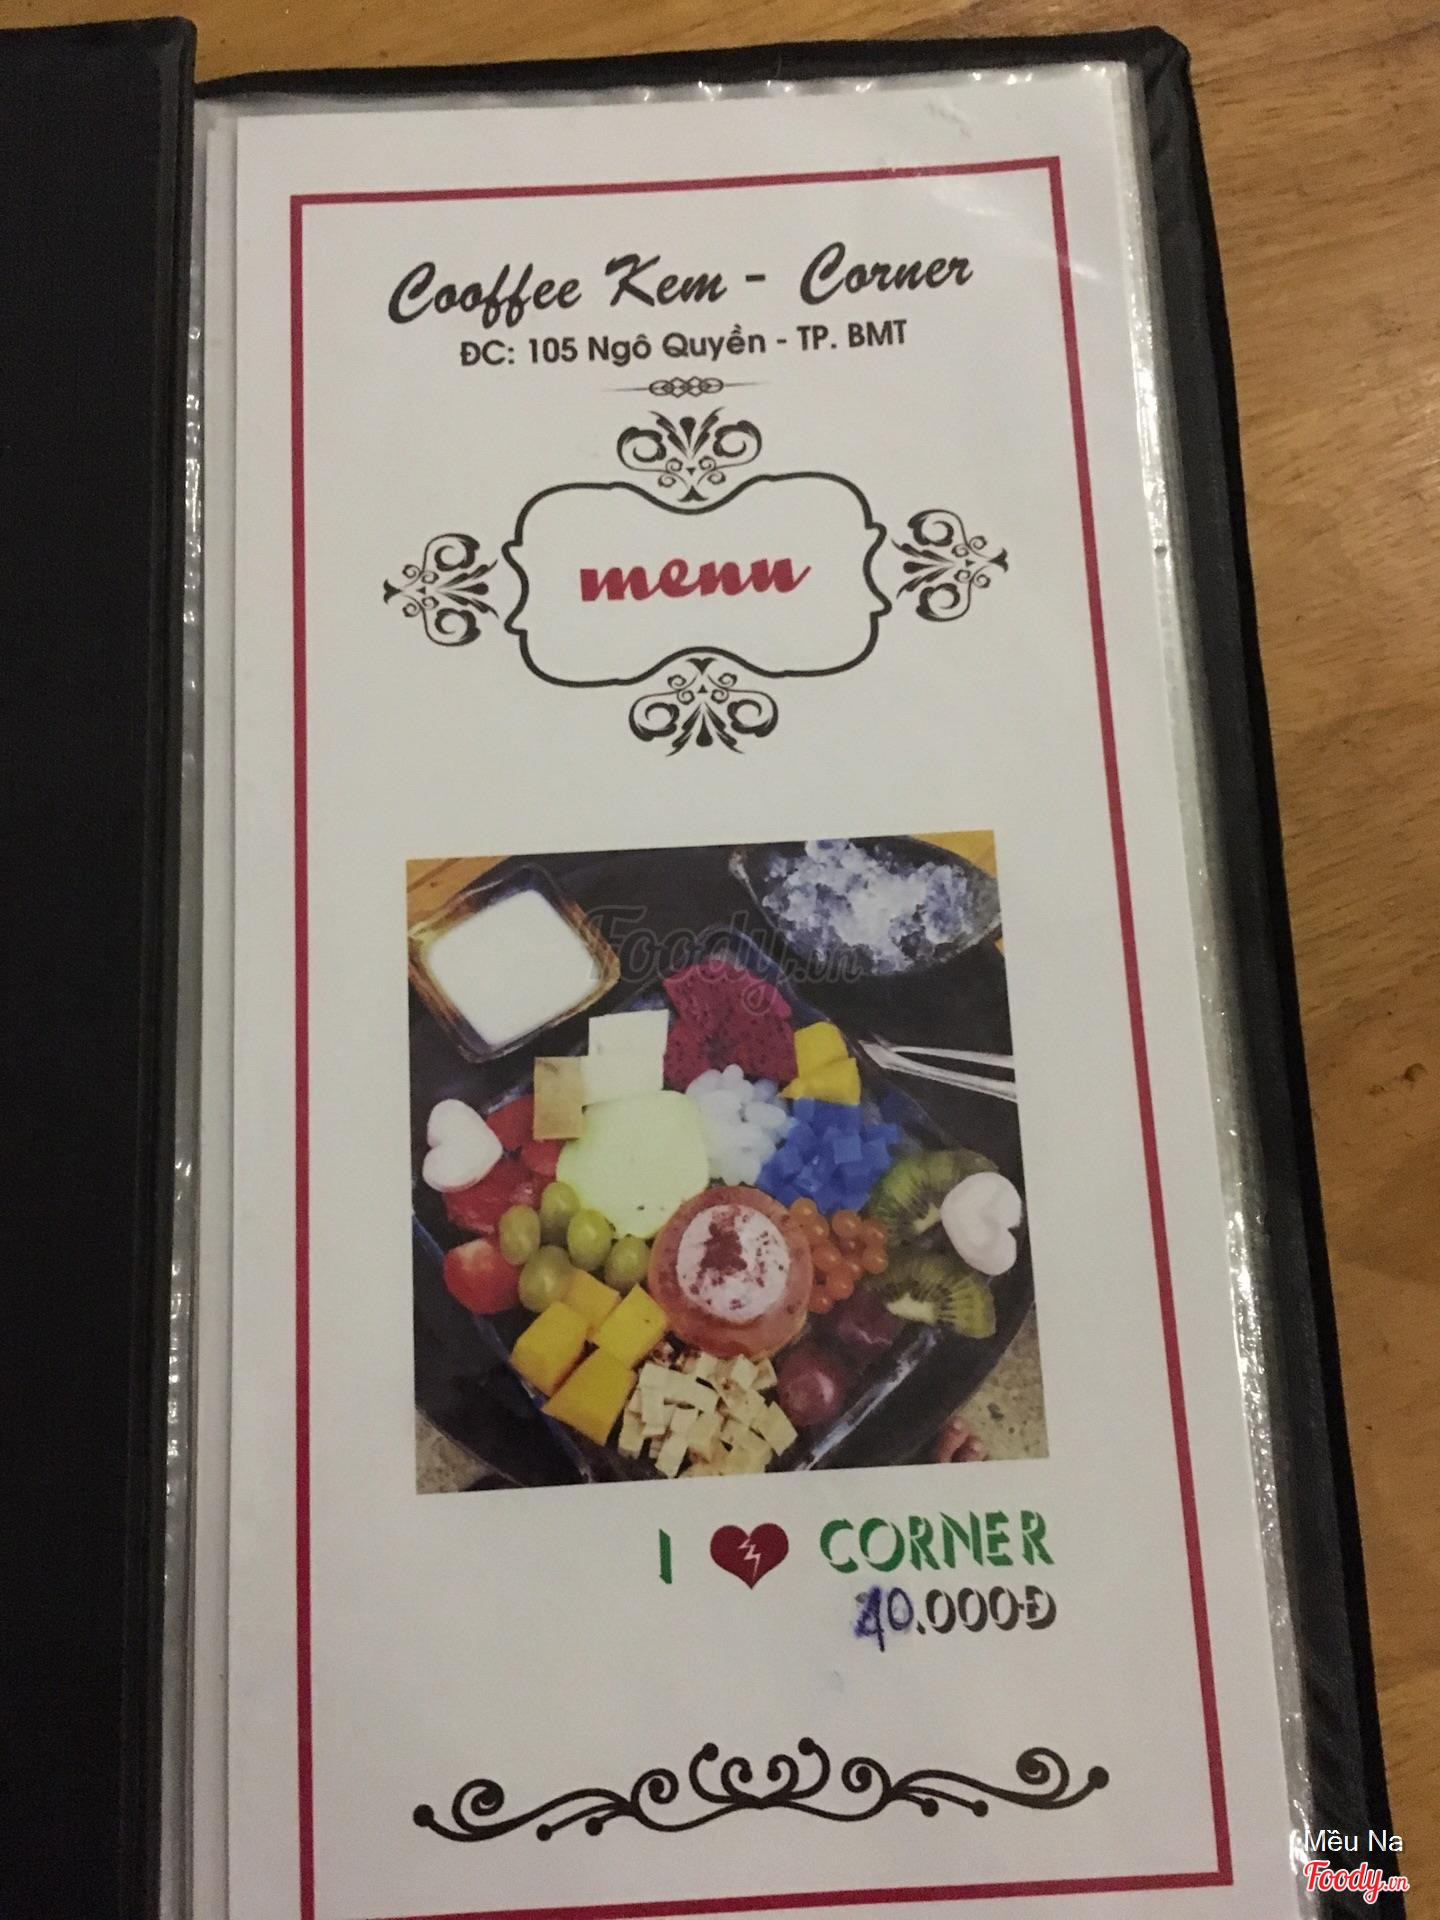 Cooffee Kem - Corner
ĐC: 105 Ngô Quyền - TP. BMT
menu
Foody.vn
I CORNER
40.000Đ
Mều Na
Foody.vn